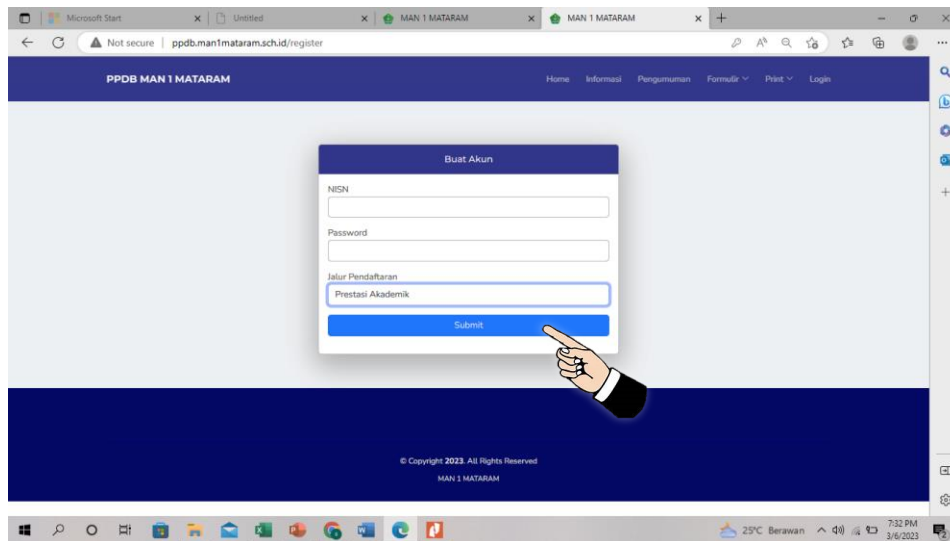 Microsoft Start
Untitled
MAN 1 MATARAM
MAN 1 MATARAM
Not secure
ppdb.man1mataram.sch.id/register
PPDB MAN 1 MATARAM
Home Informasi Pengumuman Formulir Print Login
Buat Akun
NISN
Password
Jalur Pendaftaran
Prestasi Akademik
Submit
© Copyright 2023. All Rights Reserved
MAN 1 MATARAM
25°C Berawan
7:32 PM
3/6/2023